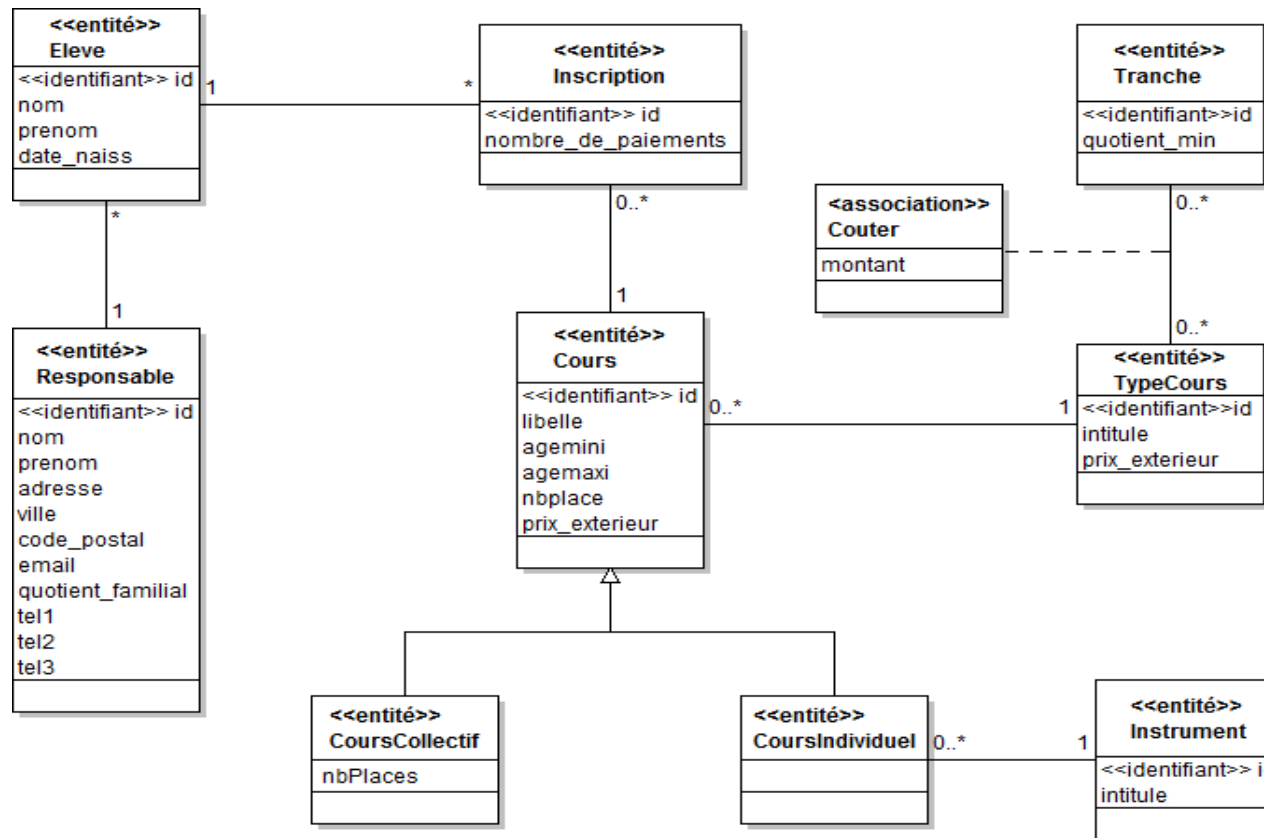 <<entité>>
Eleve
<<identifiant>> id
nom
prenom
date_naiss
1
*
<<entité>>
Inscription
<<identifiant>> id
nombre_de_paiements
<<entité>>
Tranche
<<identifiant>>id
quotient_min
*
1
0..*
1
<association>>
Couter
montant
0..*
0..*
<<entité>>
Responsable
<<identifiant>> id
nom
prenom
adresse
ville
code_postal
email
quotient_familial
tel1
tel2
tel3
<<entité>>
Cours
<<identifiant>> id
libelle
agemini
agemaxi
nbplace
prix_exterieur
0..*
1
<<entité>>
TypeCours
<<identifiant>>id
intitule
prix_exterieur
<<entité>>
CoursCollectif
nbPlaces
<<entité>>
CoursIndividuel
0..*
1
<<entité>>
Instrument
<<identifiant>> i
intitule